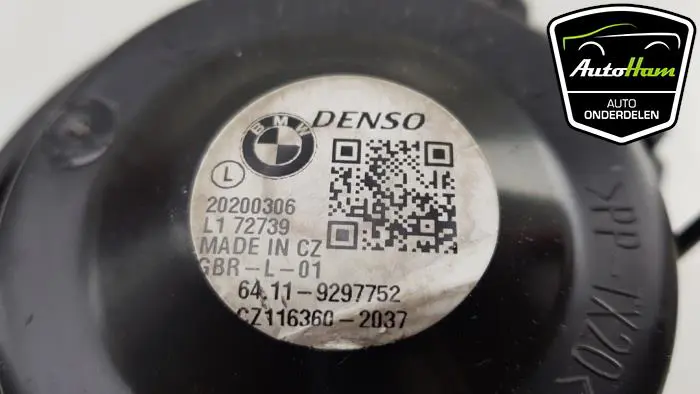 BMW
DENSO
L
20200306
L1 72739
MADE IN CZ
GBR-L-01
64.11-9297752
CZ116360-2037
>PP-TX20<
AutoHam
AUTO
ONDERDELEN